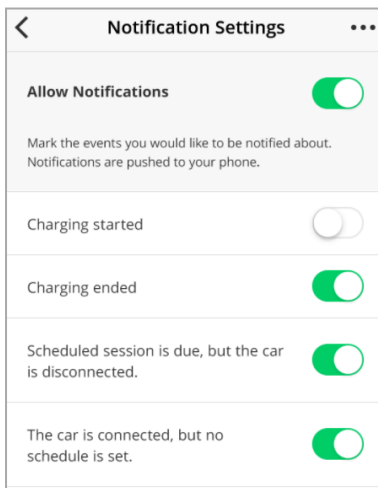 Notification Settings
Allow Notifications
Mark the events you would like to be notified about.
Notifications are pushed to your phone.
Charging started
Charging ended
Scheduled session is due, but the car
is disconnected.
The car is connected, but no
schedule is set.